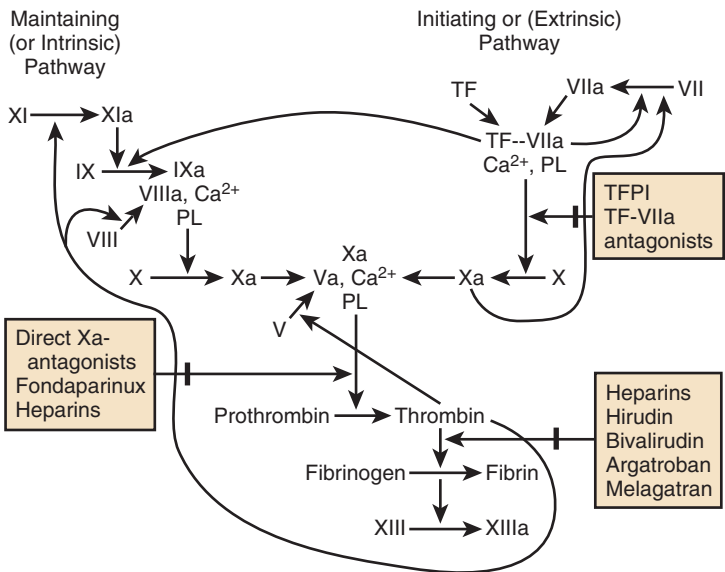 Maintaining
(or Intrinsic)
Pathway
Initiating or (Extrinsic)
Pathway
TF
VIIa
VII
XI
XIa
TF--VIIa
Ca²⁺, PL
IX
IXa
VIIIa, Ca²⁺
PL
VIII
TFPI
TF-VIIa
antagonists
X
Xa
Xa
Va, Ca²⁺
PL
Xa
X
V
Direct Xa-
antagonists
Fondaparinux
Heparins
Prothrombin
Thrombin
Heparins
Hirudin
Bivalirudin
Argatroban
Melagatran
Fibrinogen
Fibrin
XIII
XIIIa